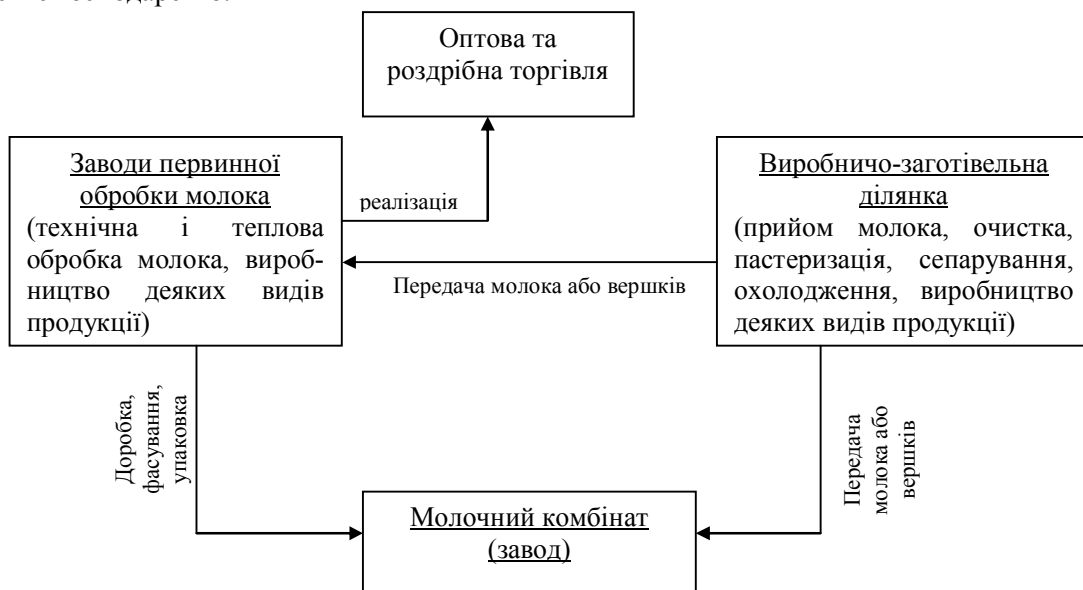 Оптова та
роздрібна торгівля
Заводи первинної
обробки молока
(технічна і теплова
обробка молока, вироб-
ництво деяких видів
продукції)
реалізація
Виробничо-заготівельна
ділянка
(прийом молока, очистка,
пастеризація, сепарування,
охолодження, виробництво
деяких видів продукції)
Передача молока або вершків
Доробка,
фасування,
упаковка
Передача
молока або
вершків
Молочний комбінат
(завод)